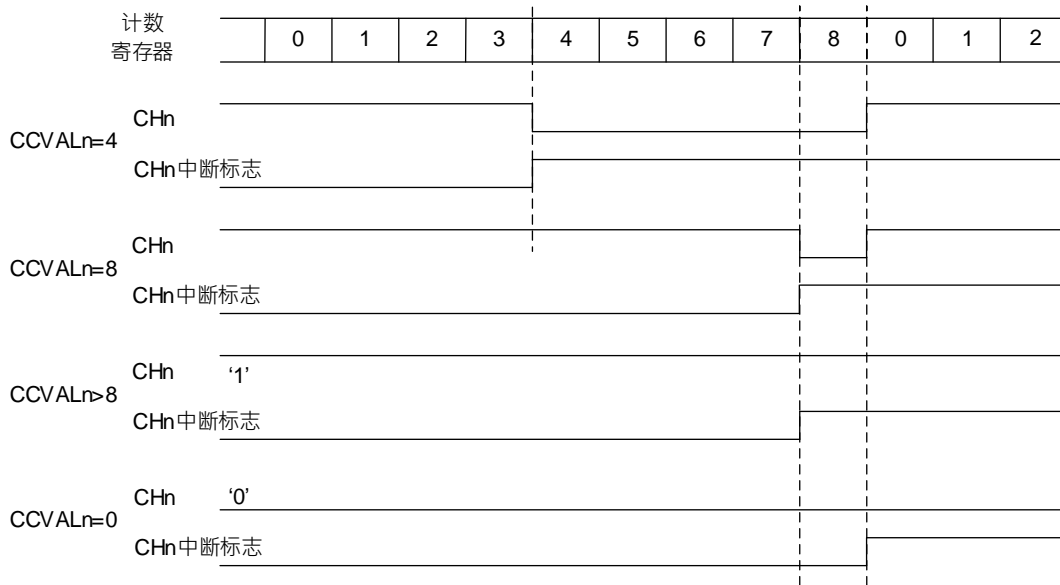 计数
寄存器
0 1 2 3 4 5 6 7 8 0 1 2
CHn
CCVALn=4
CHn中断标志
CHn
CCVALn=8
CHn中断标志
CHn ‘1’
CCVALn>8
CHn中断标志
CHn ‘0’
CCVALn=0
CHn中断标志